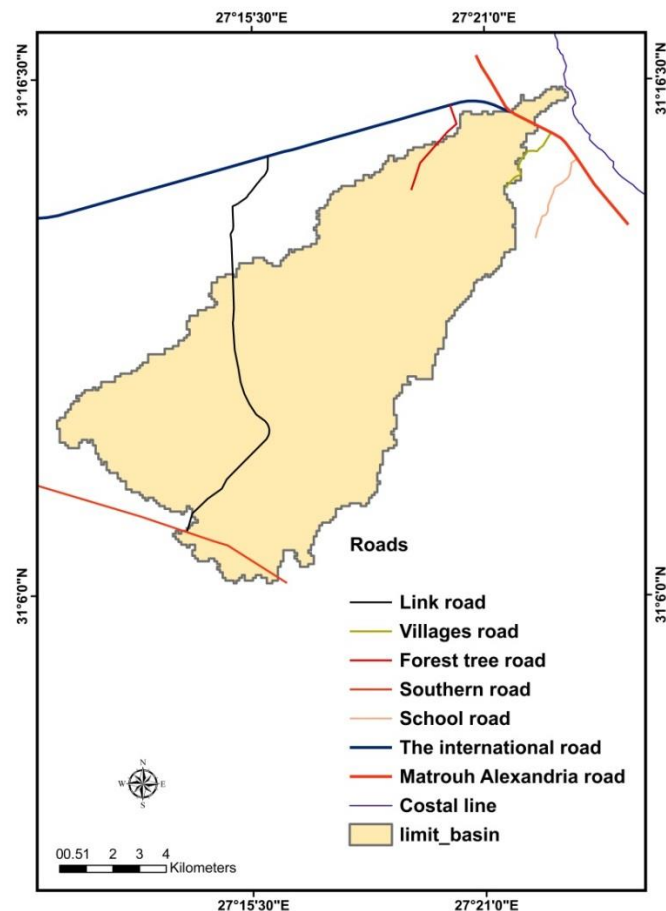 27°15'30"E 27°21'0"E
31°16'30"N 31°16'30"N
31°6'0"N 31°6'0"N
Roads
Link road
Villages road
Forest tree road
Southern road
School road
The international road
Matrouh Alexandria road
Costal line
limit_basin
N
W E
S
00.51 2 3 4
Kilometers
27°15'30"E 27°21'0"E